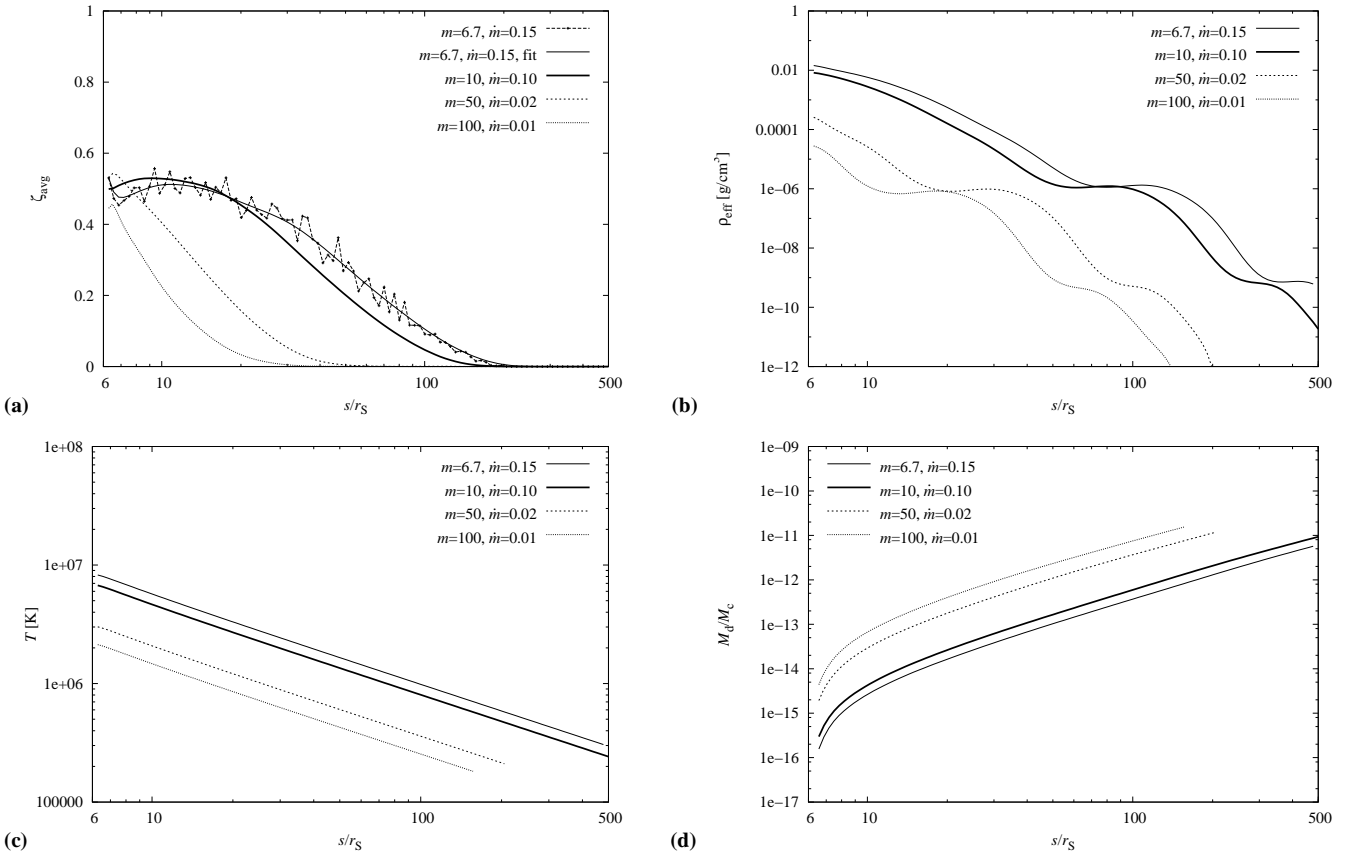 1
0.8
0.6
0.4
0.2
0
ζavg
m=6.7, ṁ=0.15
m=6.7, ṁ=0.15, fit
m=10, ṁ=0.10
m=50, ṁ=0.02
m=100, ṁ=0.01
6 10 100 500
s/rS
(a)
1
0.01
0.0001
1e−06
1e−08
1e−10
1e−12
ρeff [g/cm³]
m=6.7, ṁ=0.15
m=10, ṁ=0.10
m=50, ṁ=0.02
m=100, ṁ=0.01
6 10 100 500
s/rS
(b)
1e+08
1e+07
1e+06
100000
T [K]
m=6.7, ṁ=0.15
m=10, ṁ=0.10
m=50, ṁ=0.02
m=100, ṁ=0.01
6 10 100 500
s/rS
(c)
1e−09
1e−10
1e−11
1e−12
1e−13
1e−14
1e−15
1e−16
1e−17
Md/Mc
m=6.7, ṁ=0.15
m=10, ṁ=0.10
m=50, ṁ=0.02
m=100, ṁ=0.01
6 10 100 500
s/rS
(d)